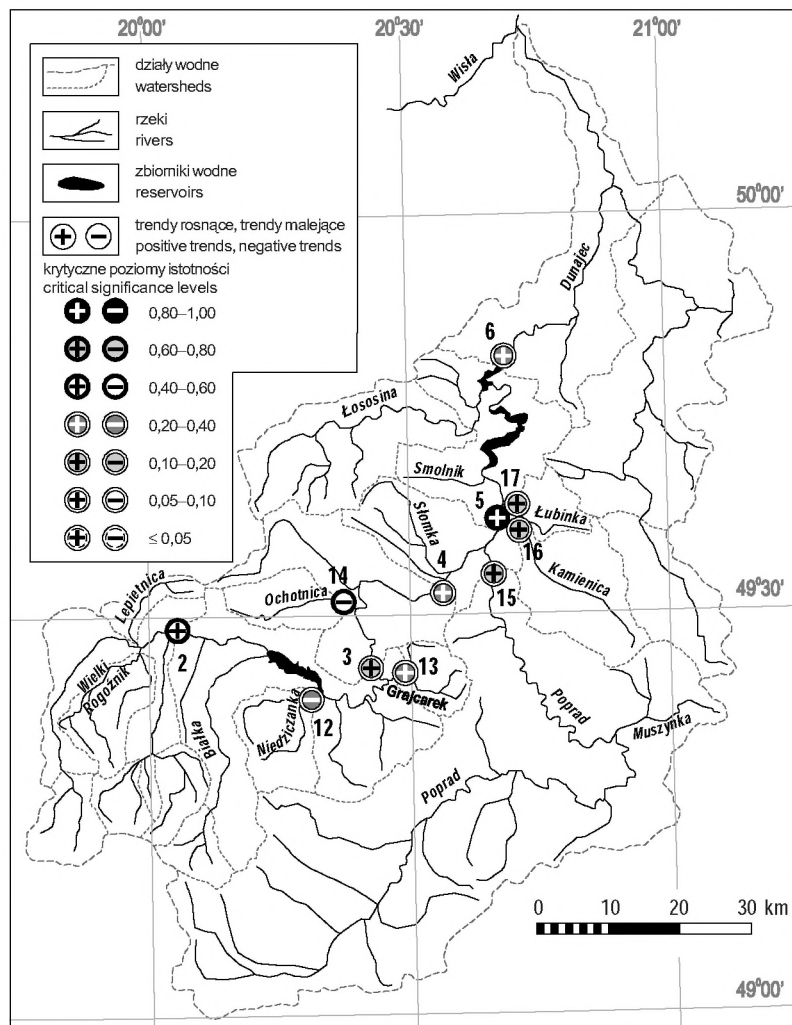 20°00'
20°30'
21°00'
działy wodne
watersheds
rzeki
rivers
zbiorniki wodne
reservoirs
trendy rosnące, trendy malejące
positive trends, negative trends
krytyczne poziomy istotności
critical significance levels
0,80–1,00
0,60–0,80
0,40–0,60
0,20–0,40
0,10–0,20
0,05–0,10
≤ 0,05
Wisła
50°00'
Dunajec
6
Łososina
Smolnik
17
5
Łubinka
Słomka
16
4
Kamienica
14
Ochotnica
15
49°30'
Lepietnica
2
3
13
Wielki
Rogoźnik
Grajcarek
Białka
Niedziczanka
12
Poprad
Muszynka
Poprad
0 10 20 30 km
49°00'